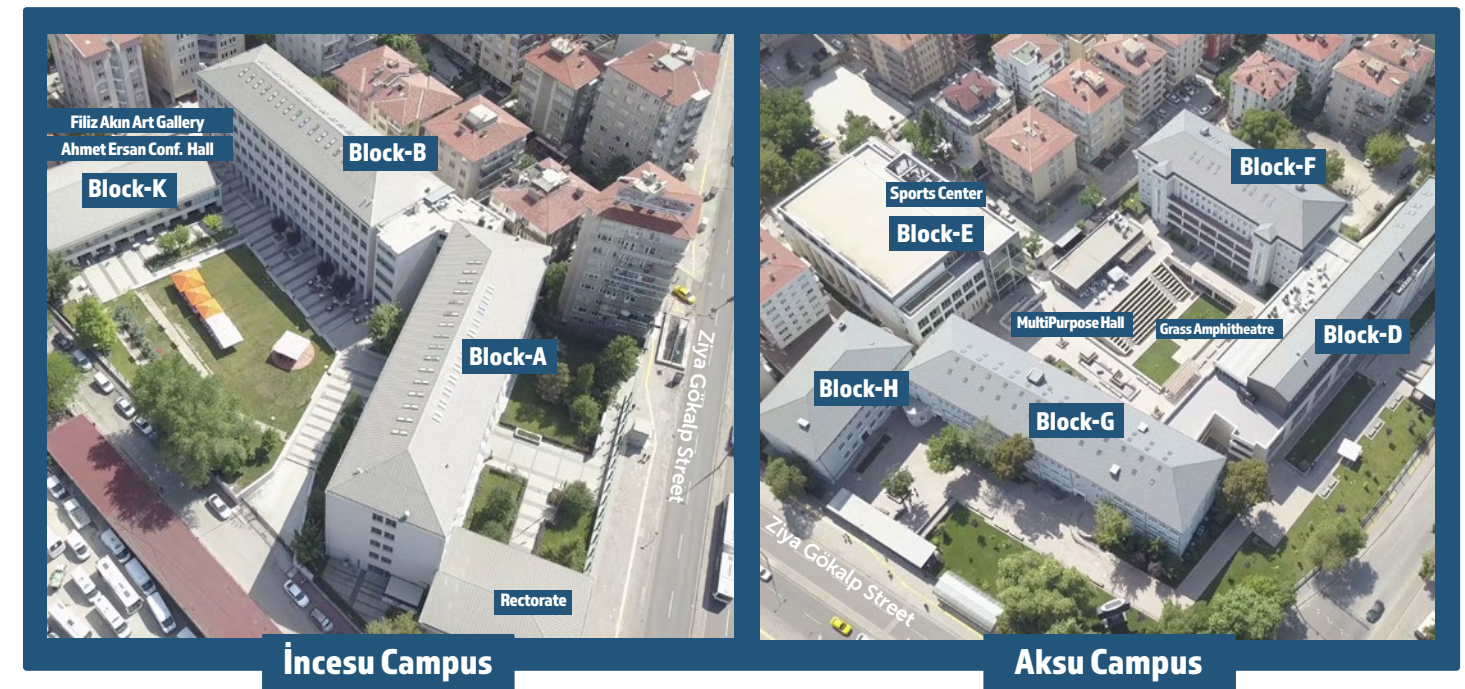 Filiz Akın Art Gallery
Ahmet Ersan Conf. Hall
Block-K
Block-B
Block-A
Ziya Gökalp Street
Rectorate
İncesu Campus
Sports Center
Block-E
Block-F
MultiPurpose Hall
Grass Amphitheatre
Block-D
Block-H
Block-G
Ziya Gökalp Street
Aksu Campus